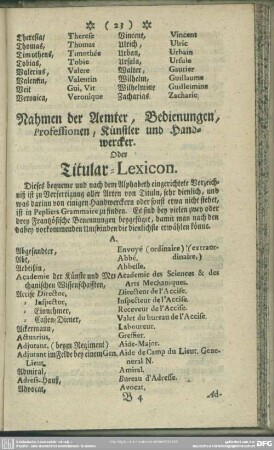 ✿ (23) ✿
Theresia, Therese Vincent, Vincent
Thomas, Thomas Ulrich, Ulric
Timotheus, Timothée Urban, Urbain
Tobias, Tobie Ursula, Ursule
Valerius, Valere Walter, Gautier
Valentin, Valentin Wilhelm, Guillaume
Veit Gui, Vit Wilhelmine Guilleimine
Veronica, Veronique Zacharias. Zacharie.
Nahmen der Aemter, Bedienungen,
Professionen, Künstler und Hand-
wercker.
Oder
Titular-Lexicon.
Dieses bequeme und nach dem Alphabeth eingerichtete Verzeich-
niß ist zu Verfertigung aller Arten von Tituln, sehr dienlich, und
was darinn von einigen Handwerckern oder sonst etwa nicht stehet,
ist in Pepliers Grammaire zu finden. Es sind bey vielen zwey oder
drey Frantzösische Benennungen beygefüget, damit man nach den
dabey vorkommenden Umständen die dienlichste erwählen könne.
A.
Abgesandter, Envoyé (ordinaire) (extraor-
dinaire.)
Abt, Abbé,
Aebtißin, Abbesse.
Academie der Künste und Me- Academie des Sciences & des
chanischen Wissenschafften, Arts Mechaniques.
Accise Director, Directeur de l'Accise.
» Inspector, Inspecteur de l'Accise.
» Einnehmer, Receveur de l'Accise.
» Cassen-Diener, Valet du bureau de l'Accise.
Ackermann, Laboureur.
Actuarius, Greffier.
Adjutant, (beym Regiment) Aide-Major.
Adjutant im Felde bey einem Gen. Aide de Camp du Lieut. Gene-
Lieut. general N.
Admiral, Amiral,
Adreß-Hauß, Bureau d'Adresse.
Advocat, Avocat,
B 4 Ad-